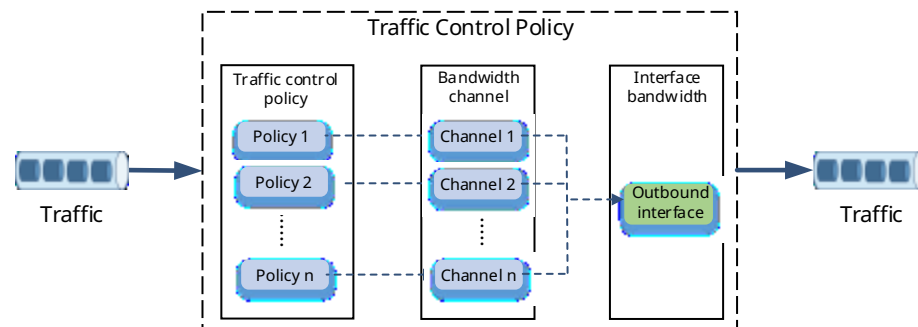 Traffic Control Policy
Traffic control
policy
Bandwidth
channel
Interface
bandwidth
Policy 1
Channel 1
Policy 2
Channel 2
Outbound
interface
Traffic
Traffic
Policy n
Channel n